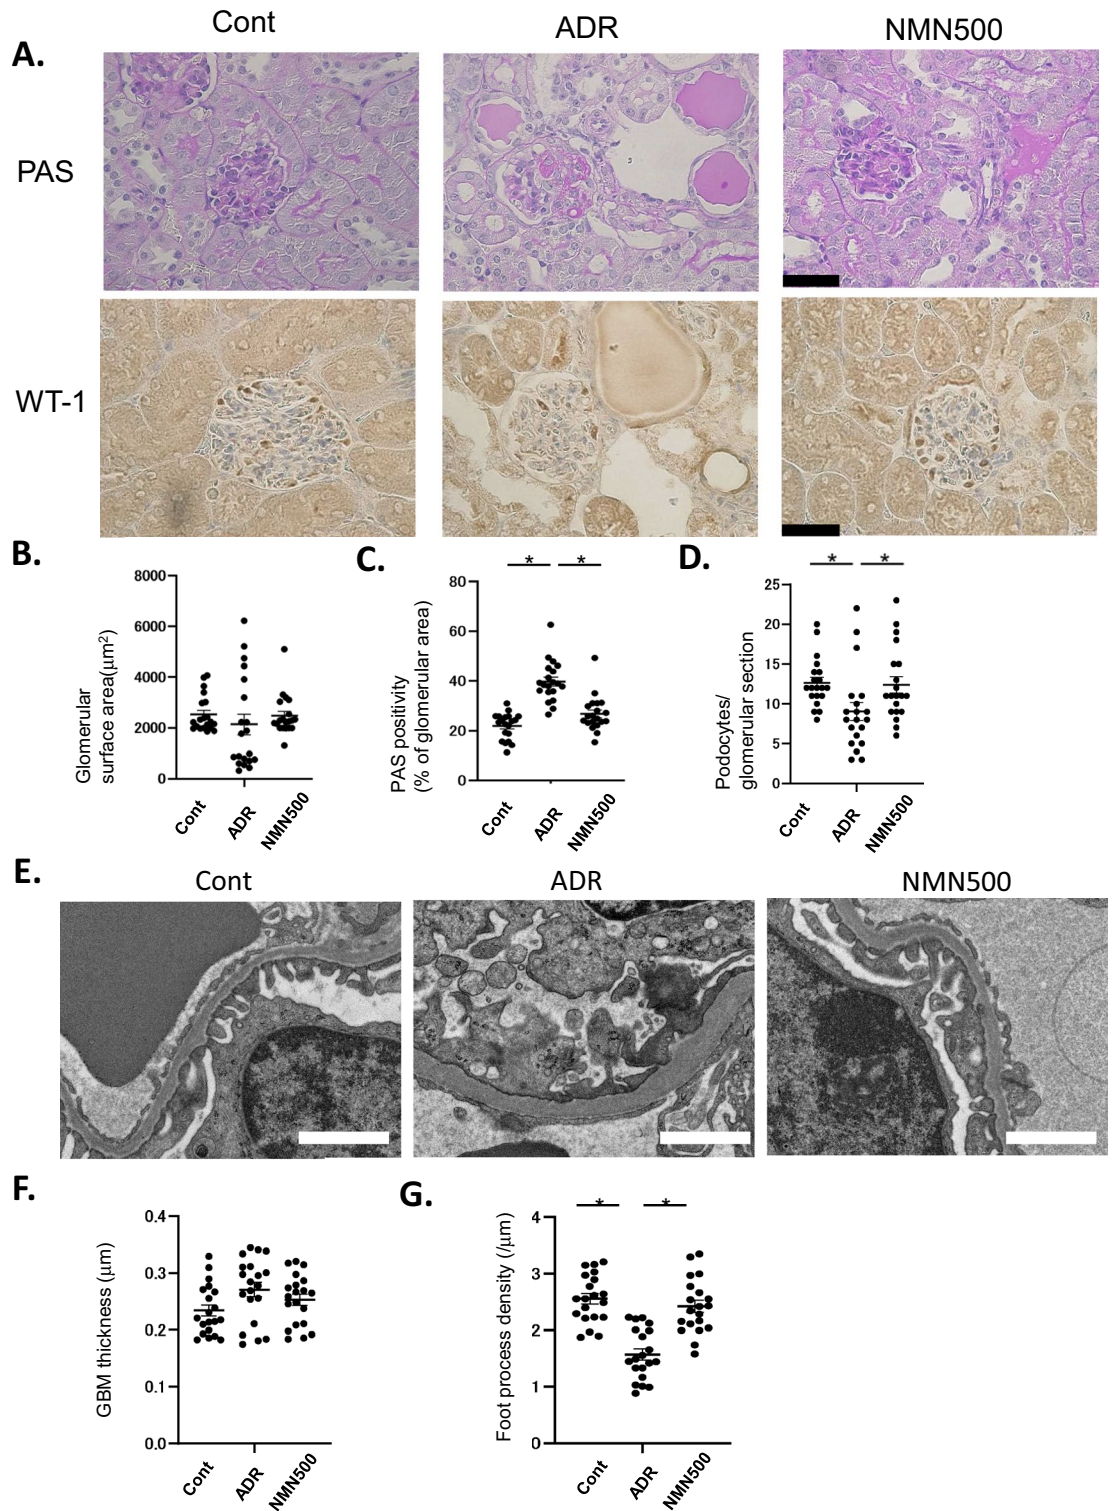 Cont ADR NMN500
A.
PAS
WT-1
B. C. D.
* * * *
Glomerular
surface area(μm²)
8000
6000
4000
2000
0
Cont ADR NMN500
PAS positivity
(% of glomerular area)
80
60
40
20
0
Cont ADR NMN500
Podocytes/
glomerular section
25
20
15
10
5
0
Cont ADR NMN500
E.
Cont ADR NMN500
F. G.
GBM thickness (μm)
0.4
0.3
0.2
0.1
0.0
Cont ADR NMN500
* *
Foot process density (/μm)
4
3
2
1
0
Cont ADR NMN500